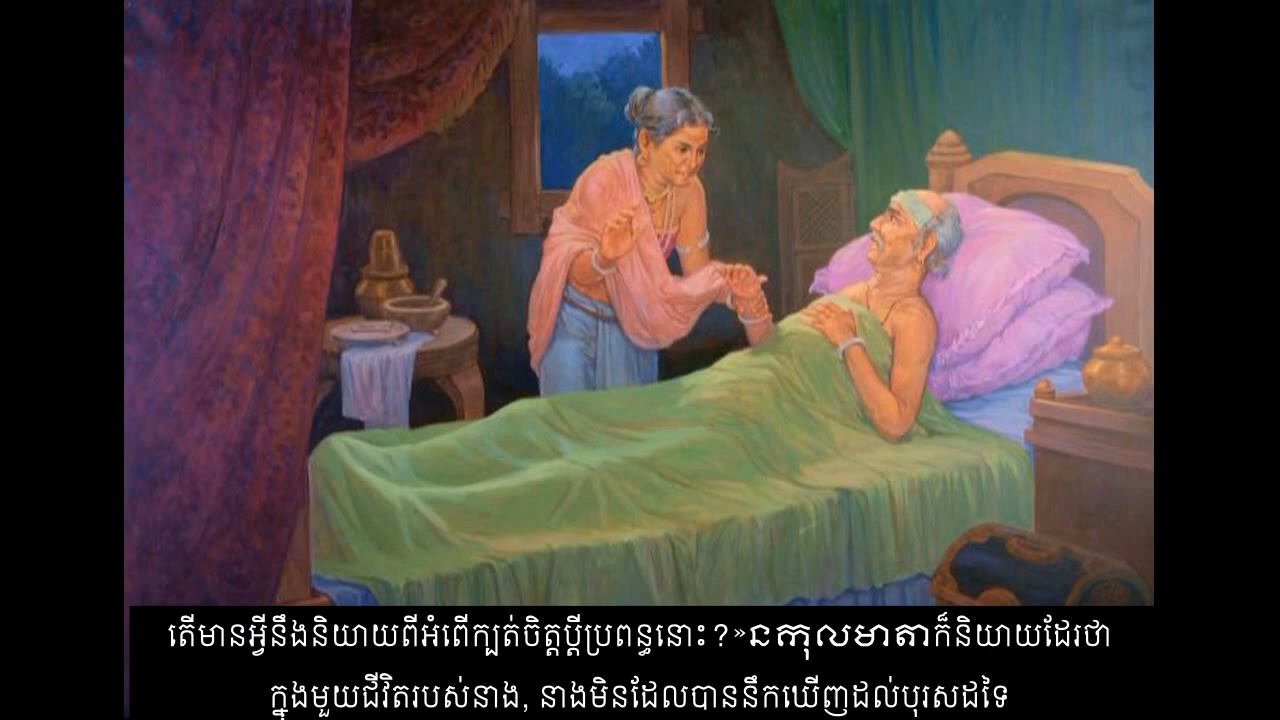 តើមានអ្វីនឹងនិយាយពីអំពើក្បត់ចិត្តប្តីប្រពន្ធនោះ?»នកុលមាតាក៏និយាយដែរថា
ក្នុងមួយជីវិតរបស់នាង, នាងមិនដែលបាននឹកឃើញដល់បុរសដទៃ